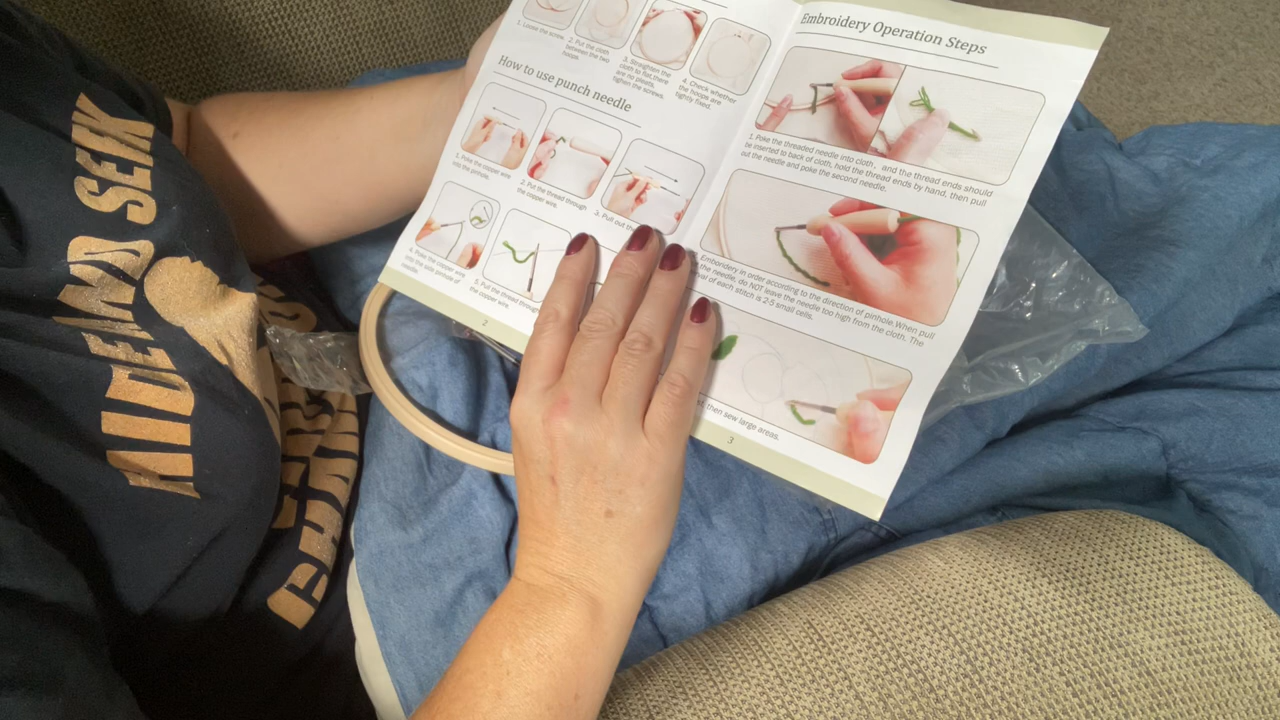 1. Loose the screw.
2. Put the cloth
between the two
hoops.
3. Straighten the
cloth to flat,there
are no pleats,
tighten the screws.
4. Check whether
the hoops are
tightly fixed.
How to use punch needle
1. Poke the copper wire
into the pinhole.
2. Put the thread through
the copper wire.
3. Pull out the
4. Poke the copper wire
into the side pinhole of
needle.
5. Put the thread through
the copper wire.
2
Embroidery Operation Steps
1. Poke the threaded needle into cloth, and the thread ends should
be inserted to back of cloth, hold the thread ends by hand, then pull
out the needle and poke the second needle.
Emboridery in order according to the direction of pinhole.When pull
the needle, do NOT leave the needle too high from the cloth. The
of each stitch is 2-5 small cells.
then sew large areas.
3
HIDE AND SEEK